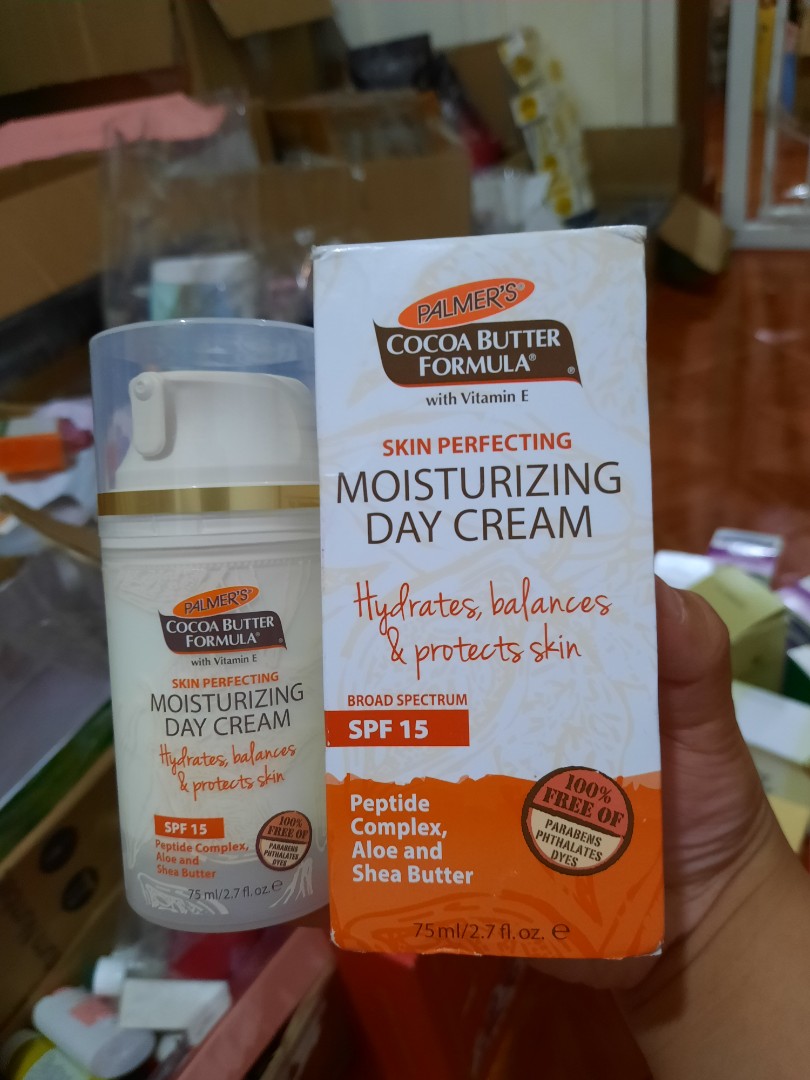 PALMER'S®
COCOA BUTTER
FORMULA®
®
with Vitamin E
SKIN PERFECTING
MOISTURIZING
DAY CREAM
Hydrates, balances
& protects skin
SPF 15
Peptide Complex,
Aloe and
Shea Butter
100%
FREE OF
PARABENS
PHTHALATES
DYES
75 ml/2.7 fl. oz. ℮
PALMER'S®
COCOA BUTTER
FORMULA®
®
with Vitamin E
SKIN PERFECTING
MOISTURIZING
DAY CREAM
Hydrates, balances
& protects skin
BROAD SPECTRUM
SPF 15
Peptide
Complex,
Aloe and
Shea Butter
100%
FREE OF
PARABENS
PHTHALATES
DYES
75 ml/2.7 fl. oz. ℮